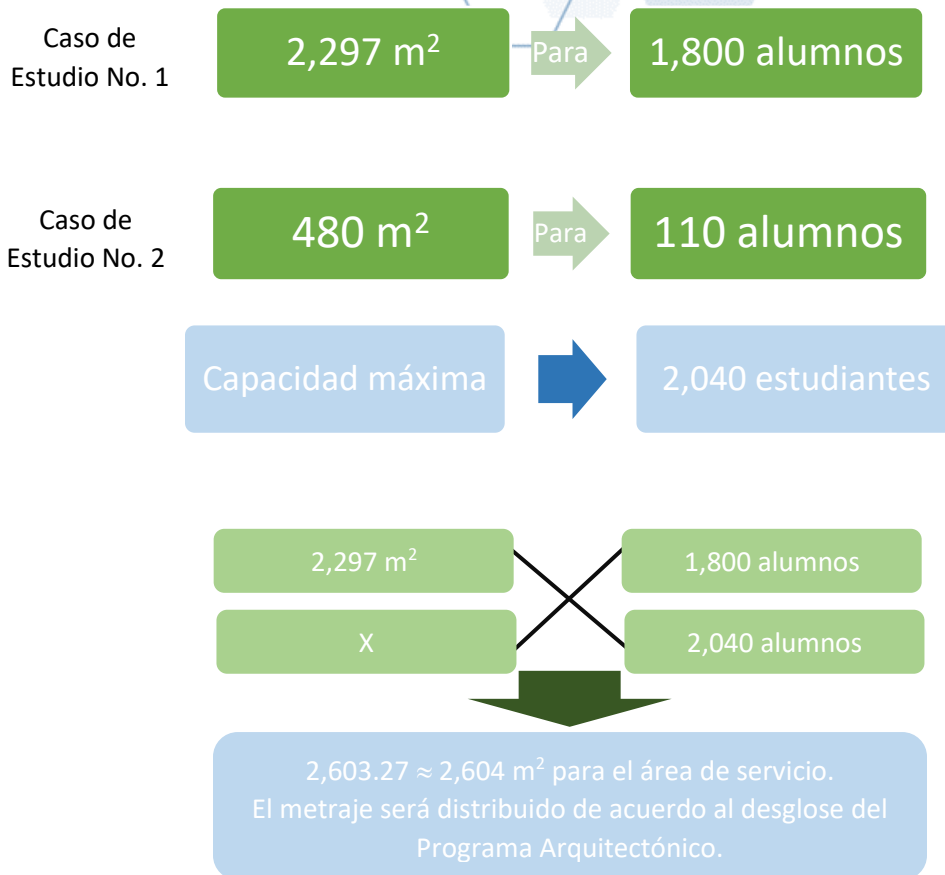 Caso de
Estudio No. 1
2,297 m²
Para
1,800 alumnos
Caso de
Estudio No. 2
480 m²
Para
110 alumnos
Capacidad máxima
2,040 estudiantes
2,297 m²
1,800 alumnos
X
2,040 alumnos
2,603.27 ≈ 2,604 m² para el área de servicio.
El metraje será distribuido de acuerdo al desglose del
Programa Arquitectónico.